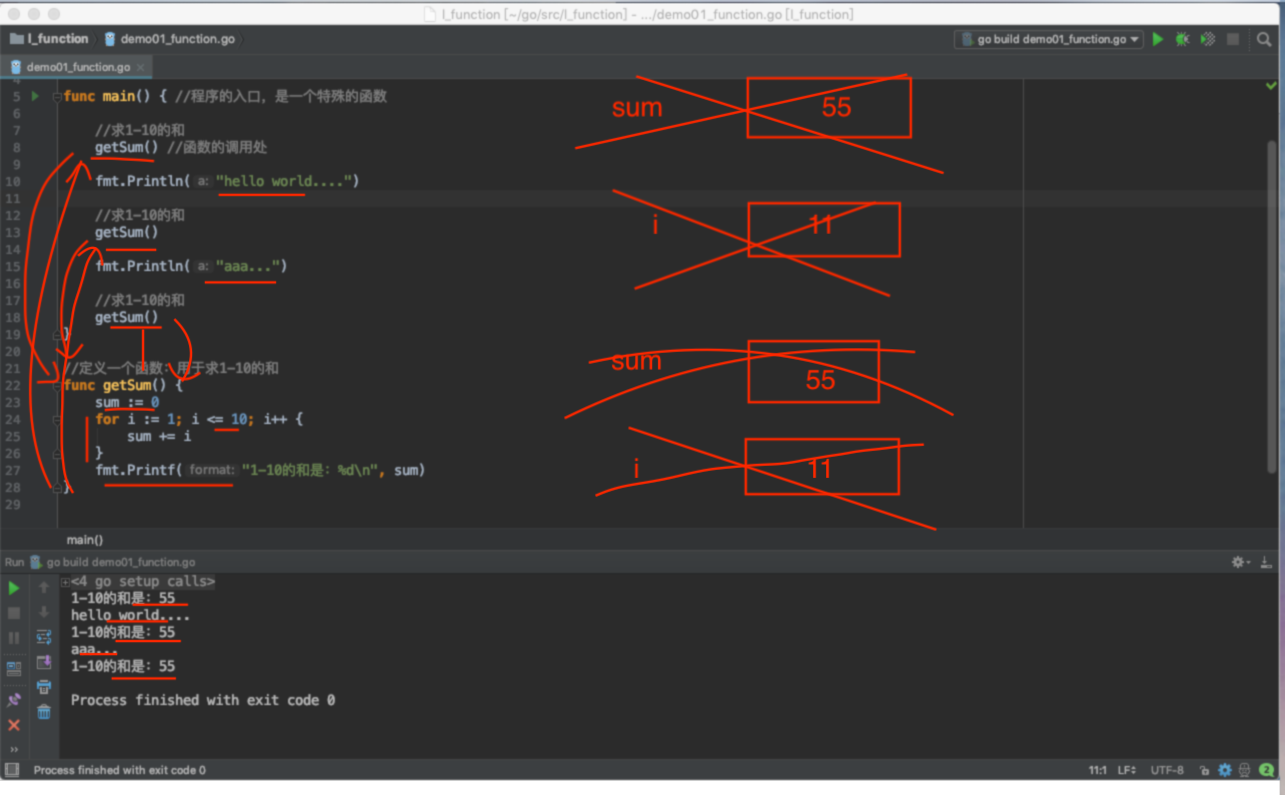 l_function [~/go/src/l_function] - .../demo01_function.go [l_function]
l_function demo01_function.go go build demo01_function.go
demo01_function.go
5 func main() { //程序的入口，是一个特殊的函数
6
7 //求1-10的和
8 getSum() //函数的调用处
9
10 fmt.Println( a: "hello world....")
11
12 //求1-10的和
13 getSum()
14
15 fmt.Println( a: "aaa...")
16
17 //求1-10的和
18 getSum()
19 }
20
21 //定义一个函数：用于求1-10的和
22 func getSum() {
23 sum := 0
24 for i := 1; i <= 10; i++ {
25 sum += i
26 }
27 fmt.Printf( format: "1-10的和是：%d\n", sum)
28 }
29
sum 55
i 11
sum 55
i 11
main()
Run go build demo01_function.go
<4 go setup calls>
1-10的和是：55
hello world....
1-10的和是：55
aaa...
1-10的和是：55
Process finished with exit code 0
Process finished with exit code 0 11:1 LF UTF-8 2